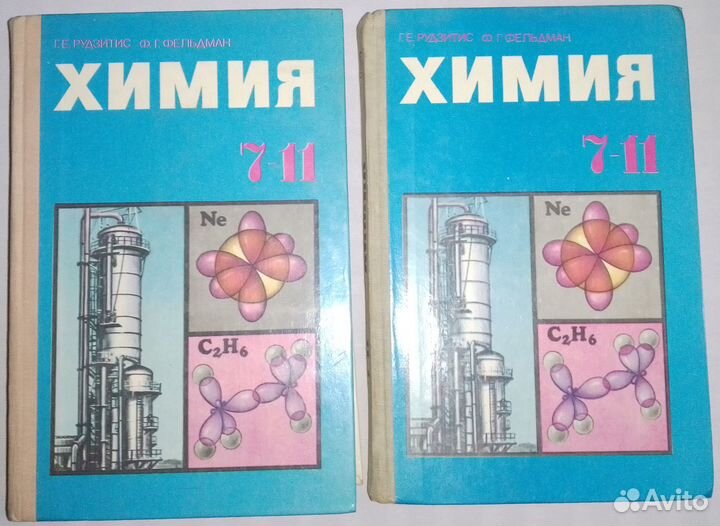 Г. Е. РУДЗИТИС Ф. Г. ФЕЛЬДМАН
ХИМИЯ
7-11
Ne
C₂H₆
Г. Е. РУДЗИТИС Ф. Г. ФЕЛЬДМАН
ХИМИЯ
7-11
Ne
C₂H₆
Avito